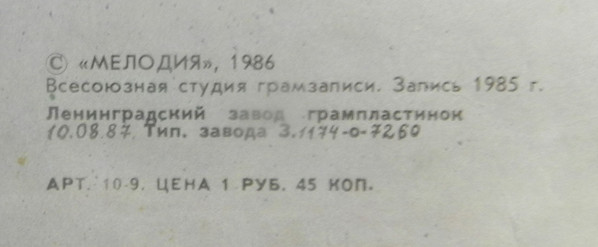 © «МЕЛОДИЯ», 1986
Всесоюзная студия грамзаписи. Запись 1985 г.
Ленинградский завод грампластинок
10.08.87. Тип. завода З.1174-о-7260
АРТ. 10-9. ЦЕНА 1 РУБ. 45 КОП.